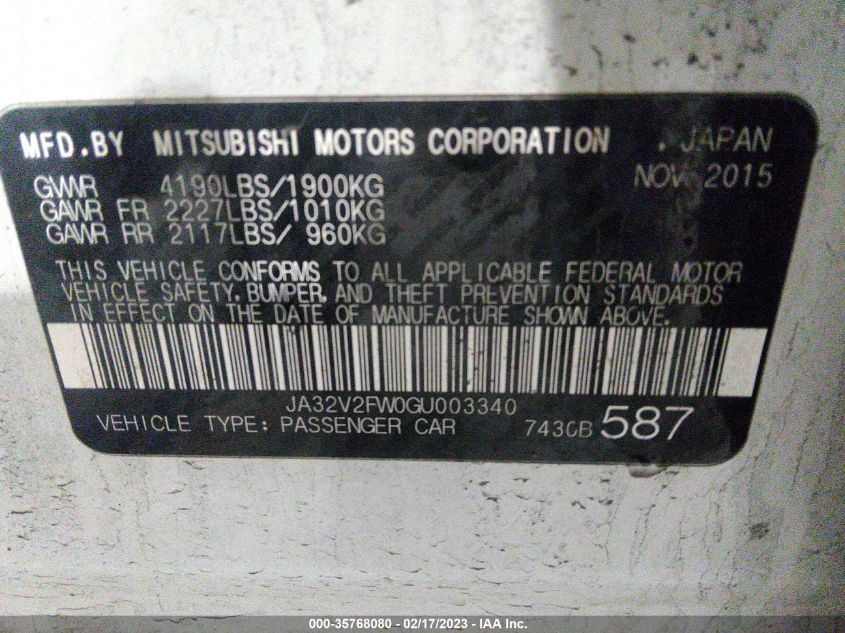 MFD.BY MITSUBISHI MOTORS CORPORATION . JAPAN
GVWR 4190LBS/1900KG NOV 2015
GAWR FR 2227LBS/1010KG
GAWR RR 2117LBS/ 960KG
THIS VEHICLE CONFORMS TO ALL APPLICABLE FEDERAL MOTOR
VEHICLE SAFETY, BUMPER, AND THEFT PREVENTION STANDARDS
IN EFFECT ON THE DATE OF MANUFACTURE SHOWN ABOVE.
JA32V2FW0GU003340
VEHICLE TYPE: PASSENGER CAR 7430B 587
000-35768080 - 02/17/2023 - IAA Inc.